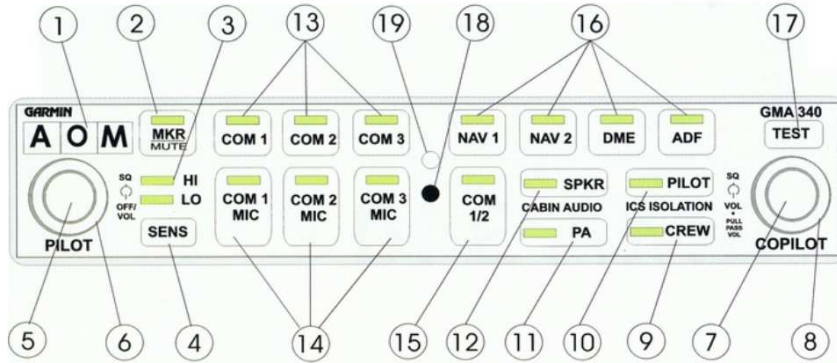 1 2 3 13 19 18 16 17
GARMIN
GMA 340
A O M
MKR
MUTE
COM 1 COM 2 COM 3
NAV 1 NAV 2 DME ADF
TEST
SQ
HI
OFF/
VOL
LO
SENS
PILOT
COM 1
MIC
COM 2
MIC
COM 3
MIC
COM
1/2
SPKR
CABIN AUDIO
PA
PILOT
ICS ISOLATION
CREW
SQ
VOL
PULL
PASS
VOL
COPILOT
5 6 4 14 15 12 11 10 9 7 8